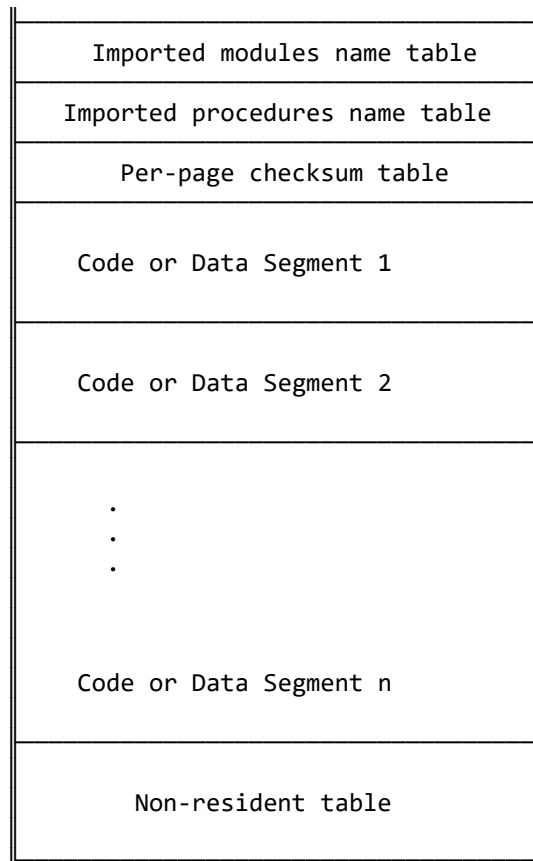 Imported modules name table
Imported procedures name table
Per-page checksum table
Code or Data Segment 1
Code or Data Segment 2
.
.
.
Code or Data Segment n
Non-resident table